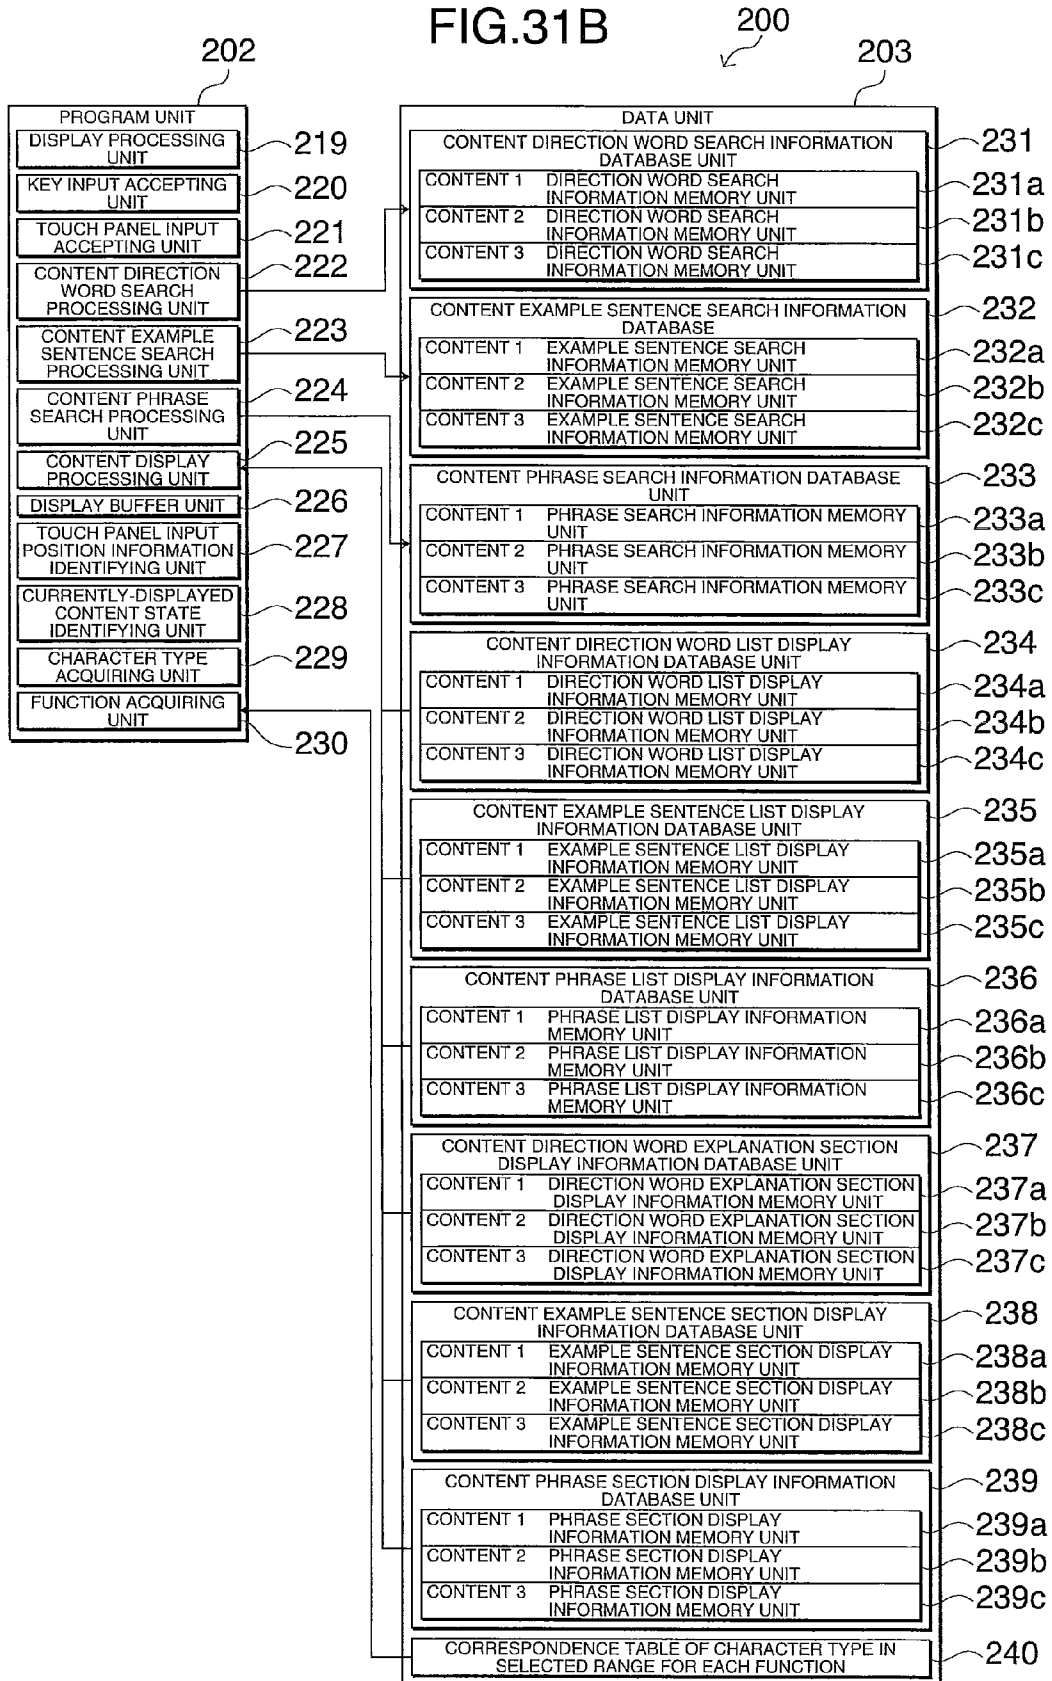 FIG.31B
200
202
203
PROGRAM UNIT
DISPLAY PROCESSING
UNIT
219
KEY INPUT ACCEPTING
UNIT
220
TOUCH PANEL INPUT
ACCEPTING UNIT
221
CONTENT DIRECTION
WORD SEARCH
PROCESSING UNIT
222
CONTENT EXAMPLE
SENTENCE SEARCH
PROCESSING UNIT
223
CONTENT PHRASE
SEARCH PROCESSING
UNIT
224
CONTENT DISPLAY
PROCESSING UNIT
225
DISPLAY BUFFER UNIT
226
TOUCH PANEL INPUT
POSITION INFORMATION
IDENTIFYING UNIT
227
CURRENTLY-DISPLAYED
CONTENT STATE
IDENTIFYING UNIT
228
CHARACTER TYPE
ACQUIRING UNIT
229
FUNCTION ACQUIRING
UNIT
230
DATA UNIT
CONTENT DIRECTION WORD SEARCH INFORMATION
DATABASE UNIT
231
CONTENT 1 DIRECTION WORD SEARCH
INFORMATION MEMORY UNIT
231a
CONTENT 2 DIRECTION WORD SEARCH
INFORMATION MEMORY UNIT
231b
CONTENT 3 DIRECTION WORD SEARCH
INFORMATION MEMORY UNIT
231c
CONTENT EXAMPLE SENTENCE SEARCH INFORMATION
DATABASE
232
CONTENT 1 EXAMPLE SENTENCE SEARCH
INFORMATION MEMORY UNIT
232a
CONTENT 2 EXAMPLE SENTENCE SEARCH
INFORMATION MEMORY UNIT
232b
CONTENT 3 EXAMPLE SENTENCE SEARCH
INFORMATION MEMORY UNIT
232c
CONTENT PHRASE SEARCH INFORMATION DATABASE
UNIT
233
CONTENT 1 PHRASE SEARCH INFORMATION MEMORY
UNIT
233a
CONTENT 2 PHRASE SEARCH INFORMATION MEMORY
UNIT
233b
CONTENT 3 PHRASE SEARCH INFORMATION MEMORY
UNIT
233c
CONTENT DIRECTION WORD LIST DISPLAY
INFORMATION DATABASE UNIT
234
CONTENT 1 DIRECTION WORD LIST DISPLAY
INFORMATION MEMORY UNIT
234a
CONTENT 2 DIRECTION WORD LIST DISPLAY
INFORMATION MEMORY UNIT
234b
CONTENT 3 DIRECTION WORD LIST DISPLAY
INFORMATION MEMORY UNIT
234c
CONTENT EXAMPLE SENTENCE LIST DISPLAY
INFORMATION DATABASE UNIT
235
CONTENT 1 EXAMPLE SENTENCE LIST DISPLAY
INFORMATION MEMORY UNIT
235a
CONTENT 2 EXAMPLE SENTENCE LIST DISPLAY
INFORMATION MEMORY UNIT
235b
CONTENT 3 EXAMPLE SENTENCE LIST DISPLAY
INFORMATION MEMORY UNIT
235c
CONTENT PHRASE LIST DISPLAY INFORMATION
DATABASE UNIT
236
CONTENT 1 PHRASE LIST DISPLAY INFORMATION
MEMORY UNIT
236a
CONTENT 2 PHRASE LIST DISPLAY INFORMATION
MEMORY UNIT
236b
CONTENT 3 PHRASE LIST DISPLAY INFORMATION
MEMORY UNIT
236c
CONTENT DIRECTION WORD EXPLANATION SECTION
DISPLAY INFORMATION DATABASE UNIT
237
CONTENT 1 DIRECTION WORD EXPLANATION SECTION
DISPLAY INFORMATION MEMORY UNIT
237a
CONTENT 2 DIRECTION WORD EXPLANATION SECTION
DISPLAY INFORMATION MEMORY UNIT
237b
CONTENT 3 DIRECTION WORD EXPLANATION SECTION
DISPLAY INFORMATION MEMORY UNIT
237c
CONTENT EXAMPLE SENTENCE SECTION DISPLAY
INFORMATION DATABASE UNIT
238
CONTENT 1 EXAMPLE SENTENCE SECTION DISPLAY
INFORMATION MEMORY UNIT
238a
CONTENT 2 EXAMPLE SENTENCE SECTION DISPLAY
INFORMATION MEMORY UNIT
238b
CONTENT 3 EXAMPLE SENTENCE SECTION DISPLAY
INFORMATION MEMORY UNIT
238c
CONTENT PHRASE SECTION DISPLAY INFORMATION
DATABASE UNIT
239
CONTENT 1 PHRASE SECTION DISPLAY
INFORMATION MEMORY UNIT
239a
CONTENT 2 PHRASE SECTION DISPLAY
INFORMATION MEMORY UNIT
239b
CONTENT 3 PHRASE SECTION DISPLAY
INFORMATION MEMORY UNIT
239c
CORRESPONDENCE TABLE OF CHARACTER TYPE IN
SELECTED RANGE FOR EACH FUNCTION
240